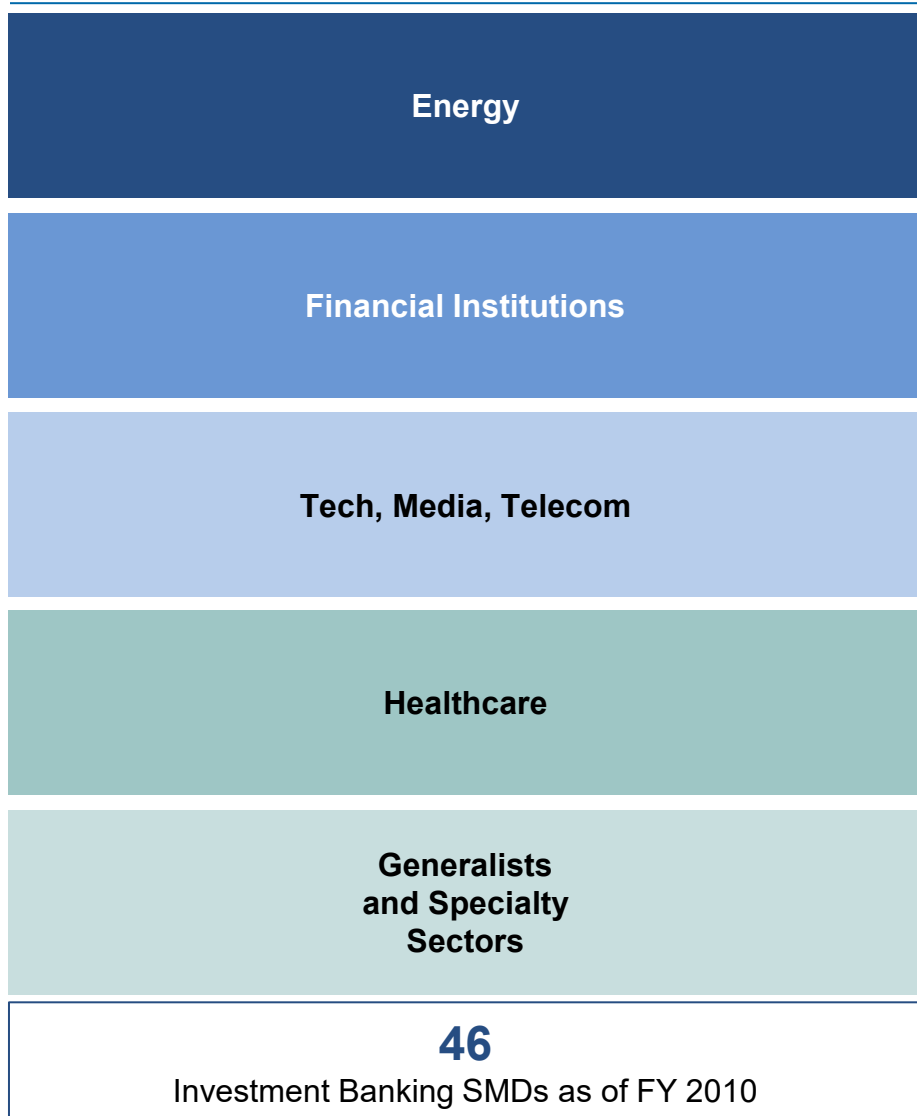 Energy
Financial Institutions
Tech, Media, Telecom
Healthcare
Generalists
and Specialty
Sectors
46
Investment Banking SMDs as of FY 2010